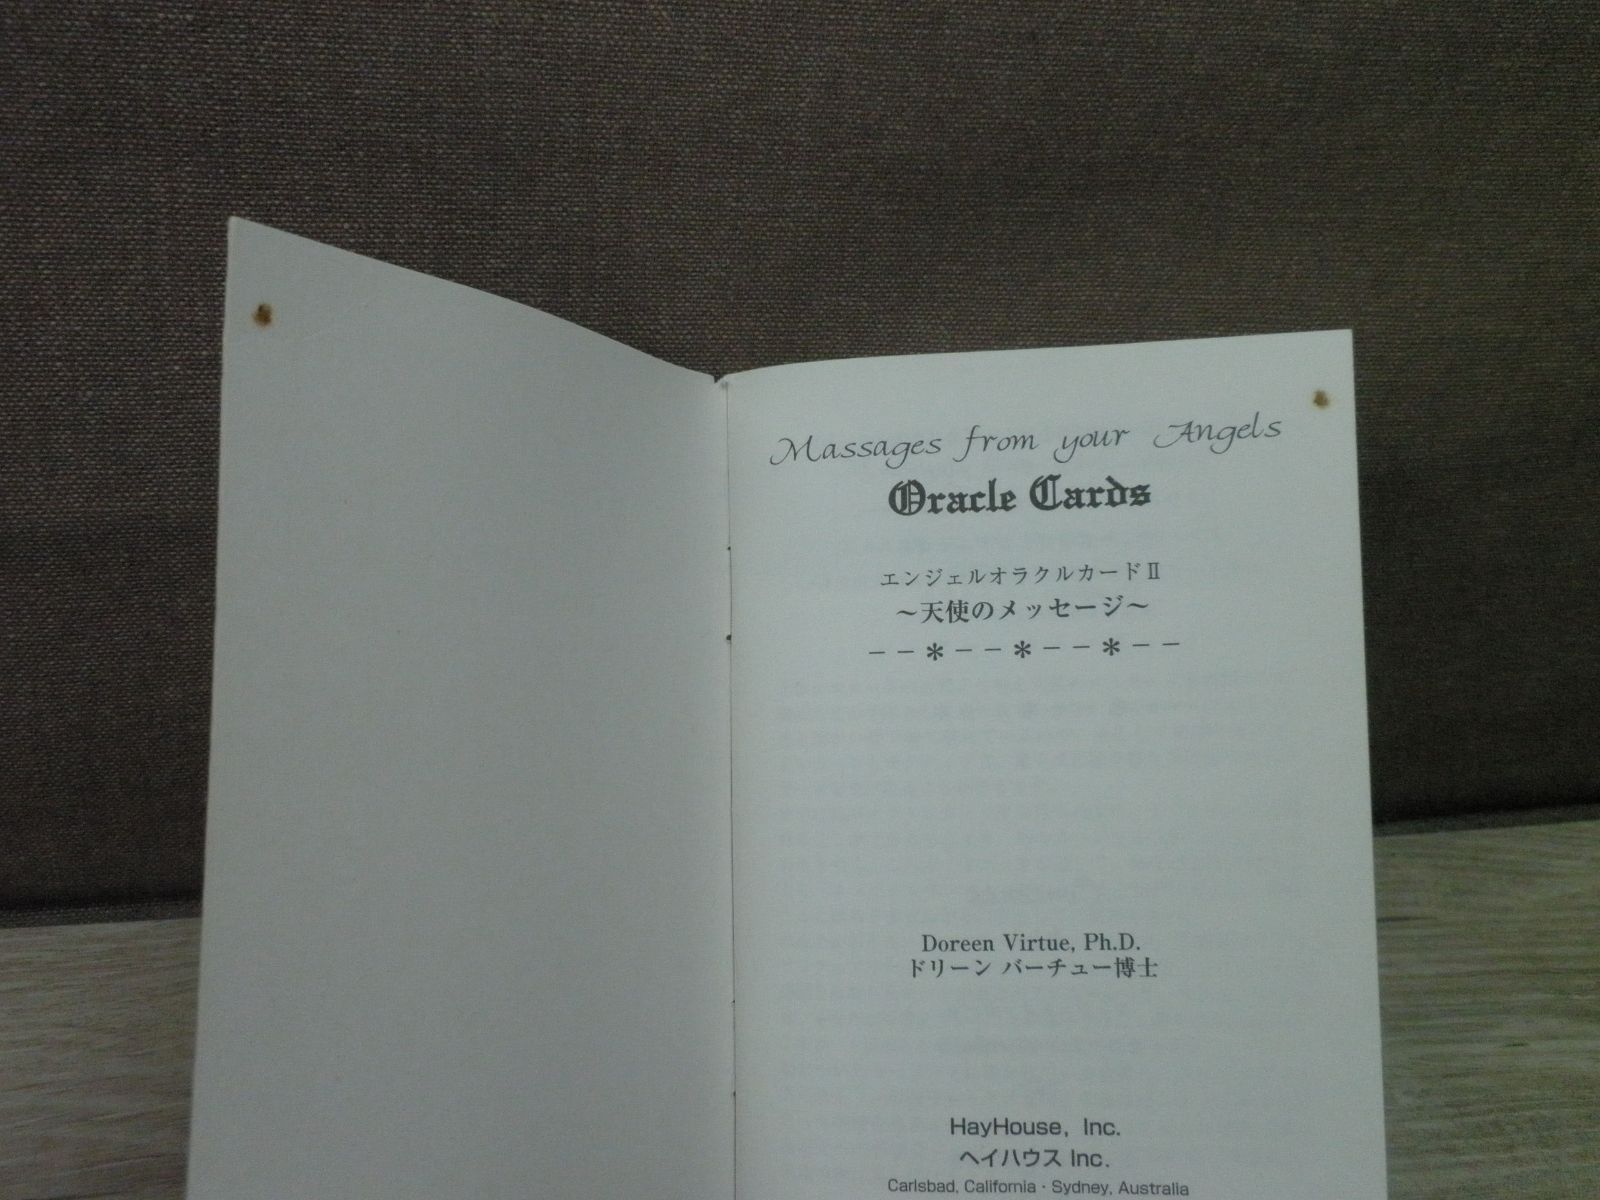 Massages from your Angels
Oracle Cards
エンジェルオラクルカードⅡ
～天使のメッセージ～
――＊――＊――＊――
Doreen Virtue, Ph.D.
ドリーン バーチュー博士
HayHouse, Inc.
ヘイハウス Inc.
Carlsbad, California・Sydney, Australia